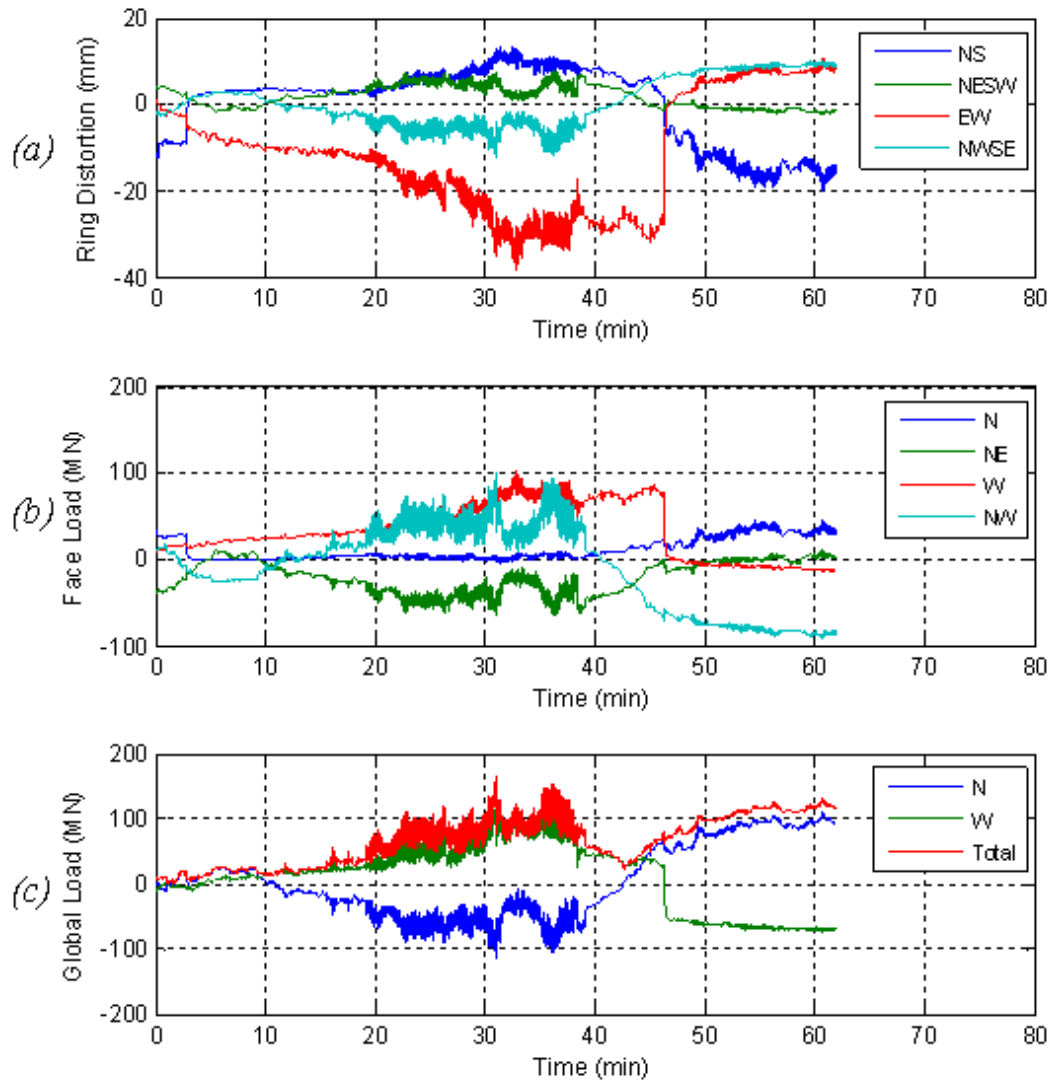 (a)
Ring Distortion (mm)
20
0
-20
-40
NS
NESW
EW
NWSE
0 10 20 30 40 50 60 70 80
Time (min)
(b)
Face Load (MN)
200
100
0
-100
N
NE
W
NW
0 10 20 30 40 50 60 70 80
Time (min)
(c)
Global Load (MN)
200
100
0
-100
-200
N
W
Total
0 10 20 30 40 50 60 70 80
Time (min)